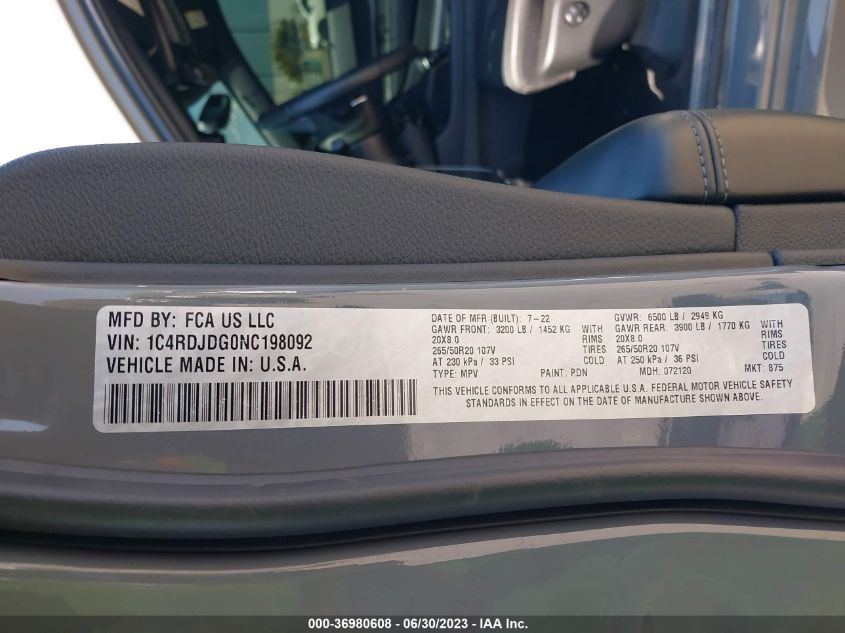 MFD BY: FCA US LLC
VIN: 1C4RDJDG0NC198092
VEHICLE MADE IN: U.S.A.
DATE OF MFR (BUILT): 7-22 GVWR: 6500 LB / 2949 KG
GAWR FRONT: 3200 LB / 1452 KG WITH GAWR REAR: 3900 LB / 1770 KG WITH
20X8.0 RIMS 20X8.0 RIMS
265/50R20 107V TIRES 265/50R20 107V TIRES
AT 230 kPa / 33 PSI COLD AT 250 kPa / 36 PSI COLD
TYPE: MPV PAINT: PDN MDH: 072120 MKT: 875
THIS VEHICLE CONFORMS TO ALL APPLICABLE U.S.A. FEDERAL MOTOR VEHICLE SAFETY
STANDARDS IN EFFECT ON THE DATE OF MANUFACTURE SHOWN ABOVE.
000-36980608 - 06/30/2023 - IAA Inc.